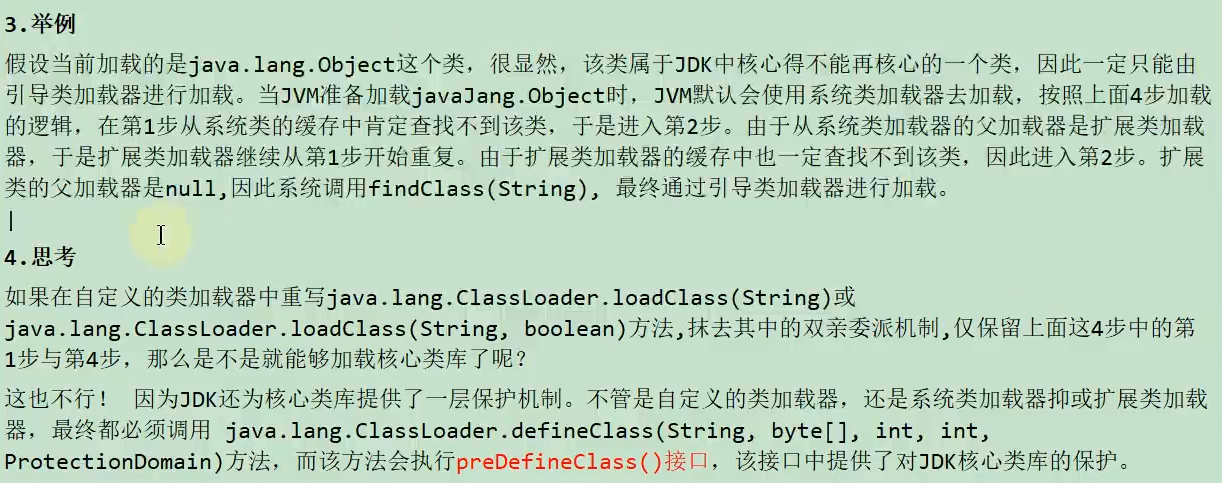 3.举例
假设当前加载的是java.lang.Object这个类，很显然，该类属于JDK中核心得不能再核心的一个类，因此一定只能由
引导类加载器进行加载。当JVM准备加载javaJang.Object时，JVM默认会使用系统类加载器去加载，按照上面4步加载
的逻辑，在第1步从系统类的缓存中肯定查找不到该类，于是进入第2步。由于从系统类加载器的父加载器是扩展类加载
器，于是扩展类加载器继续从第1步开始重复。由于扩展类加载器的缓存中也一定查找不到该类，因此进入第2步。扩展
类的父加载器是null,因此系统调用findClass(String), 最终通过引导类加载器进行加载。
4.思考
如果在自定义的类加载器中重写java.lang.ClassLoader.loadClass(String)或
java.lang.ClassLoader.loadClass(String, boolean)方法,抹去其中的双亲委派机制,仅保留上面这4步中的第
1步与第4步，那么是不是就能够加载核心类库了呢？
这也不行！ 因为JDK还为核心类库提供了一层保护机制。不管是自定义的类加载器，还是系统类加载器抑或扩展类加载
器，最终都必须调用 java.lang.ClassLoader.defineClass(String, byte[], int, int,
ProtectionDomain)方法，而该方法会执行preDefineClass()接口，该接口中提供了对JDK核心类库的保护。